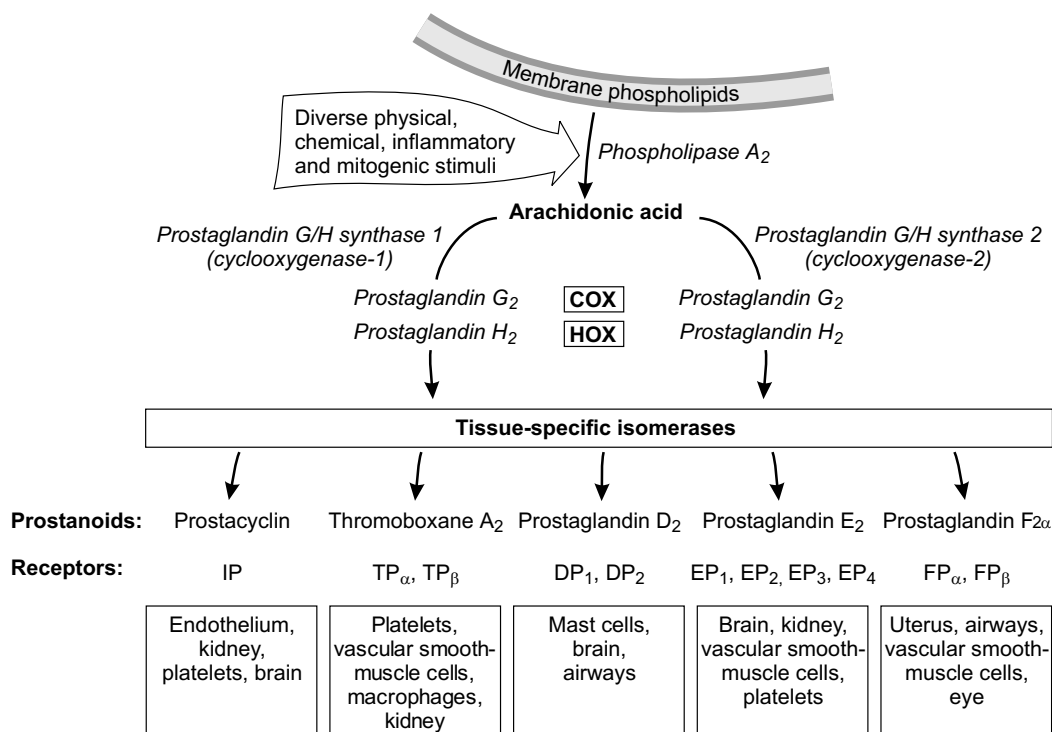 Membrane phospholipids
Diverse physical,
chemical, inflammatory
and mitogenic stimuli
Phospholipase A₂
Arachidonic acid
Prostaglandin G/H synthase 1
(cyclooxygenase-1)
Prostaglandin G/H synthase 2
(cyclooxygenase-2)
Prostaglandin G₂ COX Prostaglandin G₂
Prostaglandin H₂ HOX Prostaglandin H₂
Tissue-specific isomerases
Prostanoids: Prostacyclin Thromboxane A₂ Prostaglandin D₂ Prostaglandin E₂ Prostaglandin F2α
Receptors: IP TPα, TPβ DP₁, DP₂ EP₁, EP₂, EP₃, EP₄ FPα, FPβ
Endothelium,
kidney,
platelets, brain
Platelets,
vascular smooth-
muscle cells,
macrophages,
kidney
Mast cells,
brain,
airways
Brain, kidney,
vascular smooth-
muscle cells,
platelets
Uterus, airways,
vascular smooth-
muscle cells,
eye